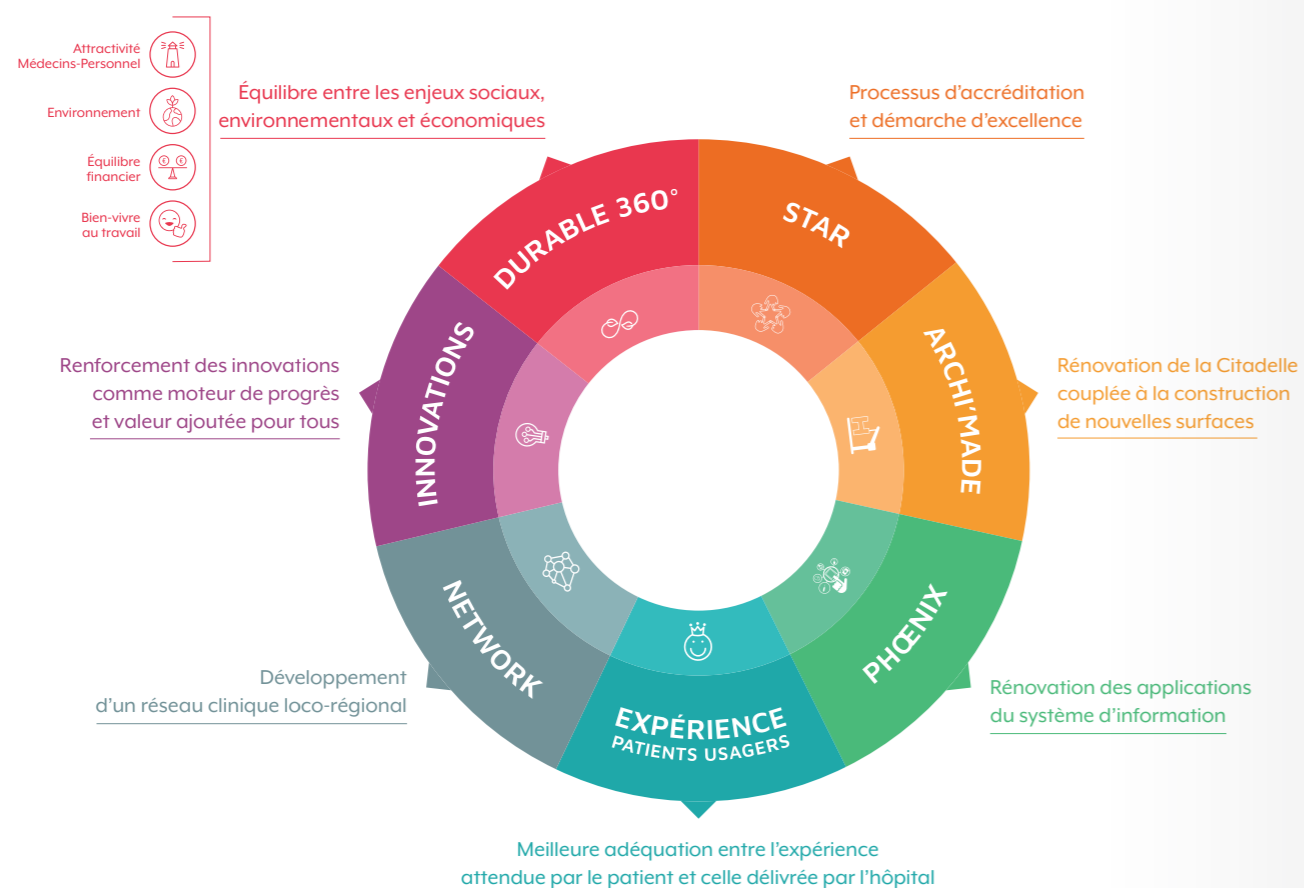 Attractivité
Médecins-Personnel
Environnement
Équilibre
financier
Bien-vivre
au travail
Équilibre entre les enjeux sociaux,
environnementaux et économiques
Processus d'accréditation
et démarche d'excellence
DURABLE 360°
STAR
INNOVATIONS
ARCHI'MADE
Renforcement des innovations
comme moteur de progrès
et valeur ajoutée pour tous
Rénovation de la Citadelle
couplée à la construction
de nouvelles surfaces
NETWORK
PHŒNIX
Développement
d'un réseau clinique loco-régional
Rénovation des applications
du système d'information
EXPÉRIENCE
PATIENTS USAGERS
Meilleure adéquation entre l'expérience
attendue par le patient et celle délivrée par l'hôpital